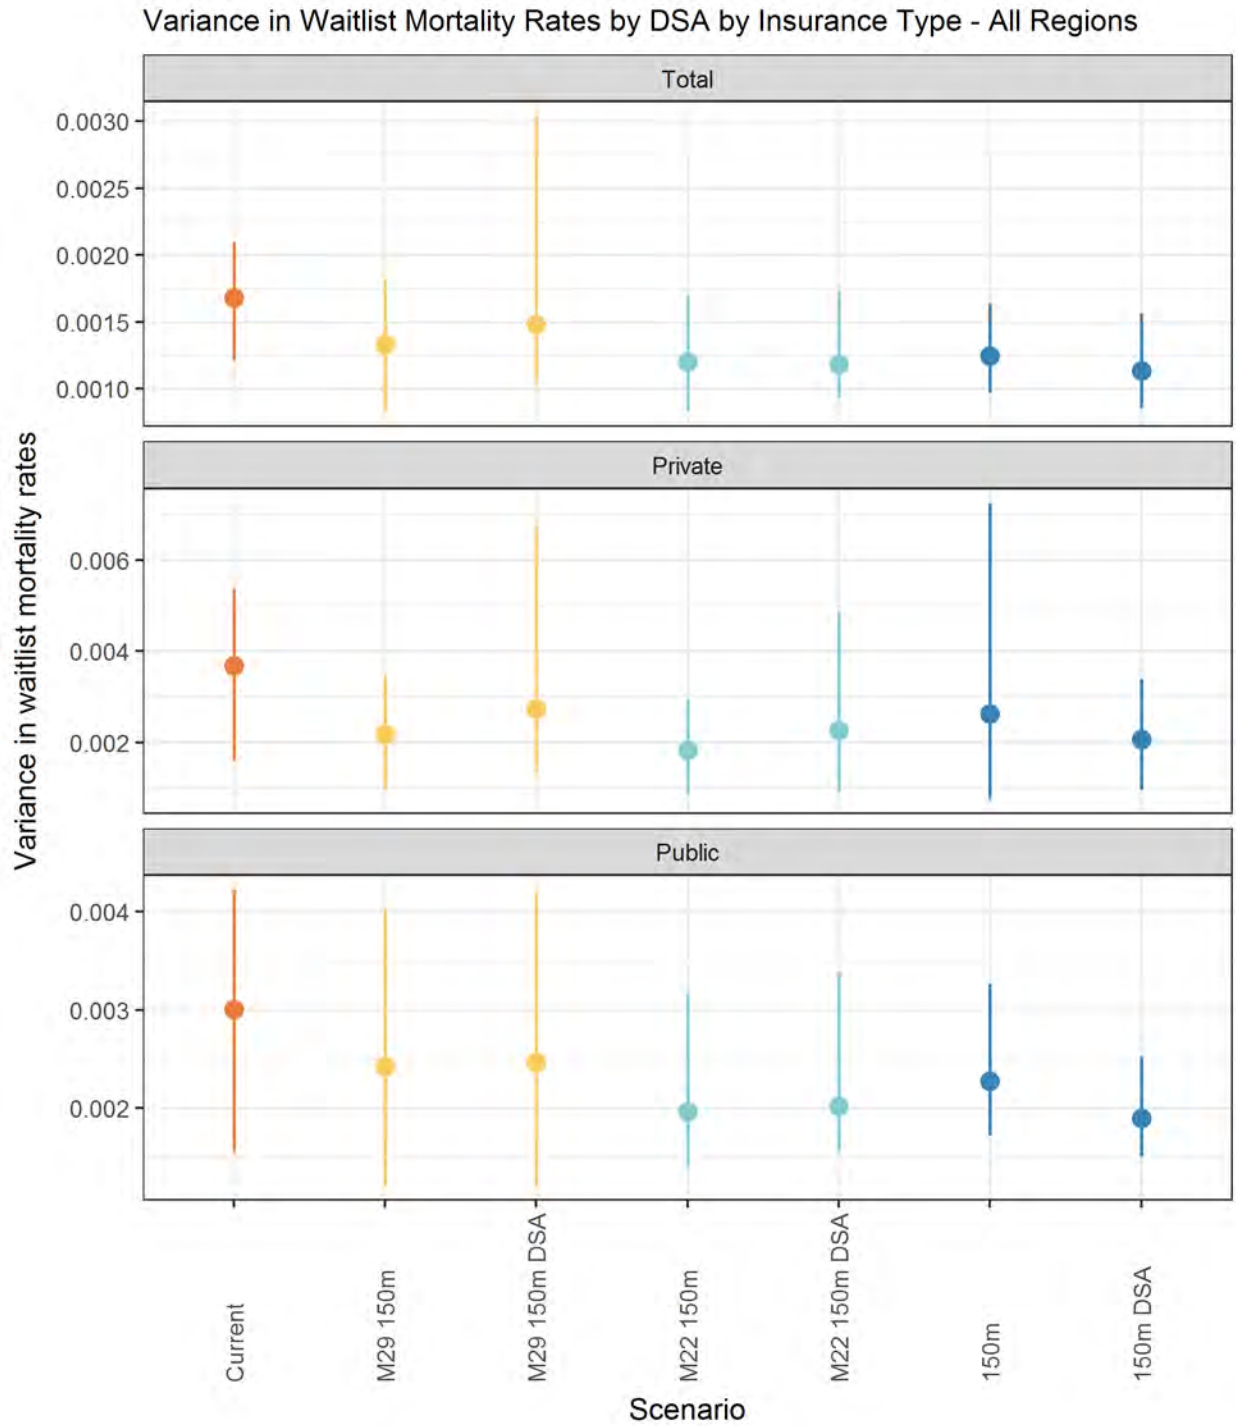 Variance in Waitlist Mortality Rates by DSA by Insurance Type - All Regions
Total
0.0030
0.0025
0.0020
0.0015
0.0010
Private
0.006
0.004
0.002
Public
0.004
0.003
0.002
Variance in waitlist mortality rates
Current
M29 150m
M29 150m DSA
M22 150m
M22 150m DSA
150m
150m DSA
Scenario